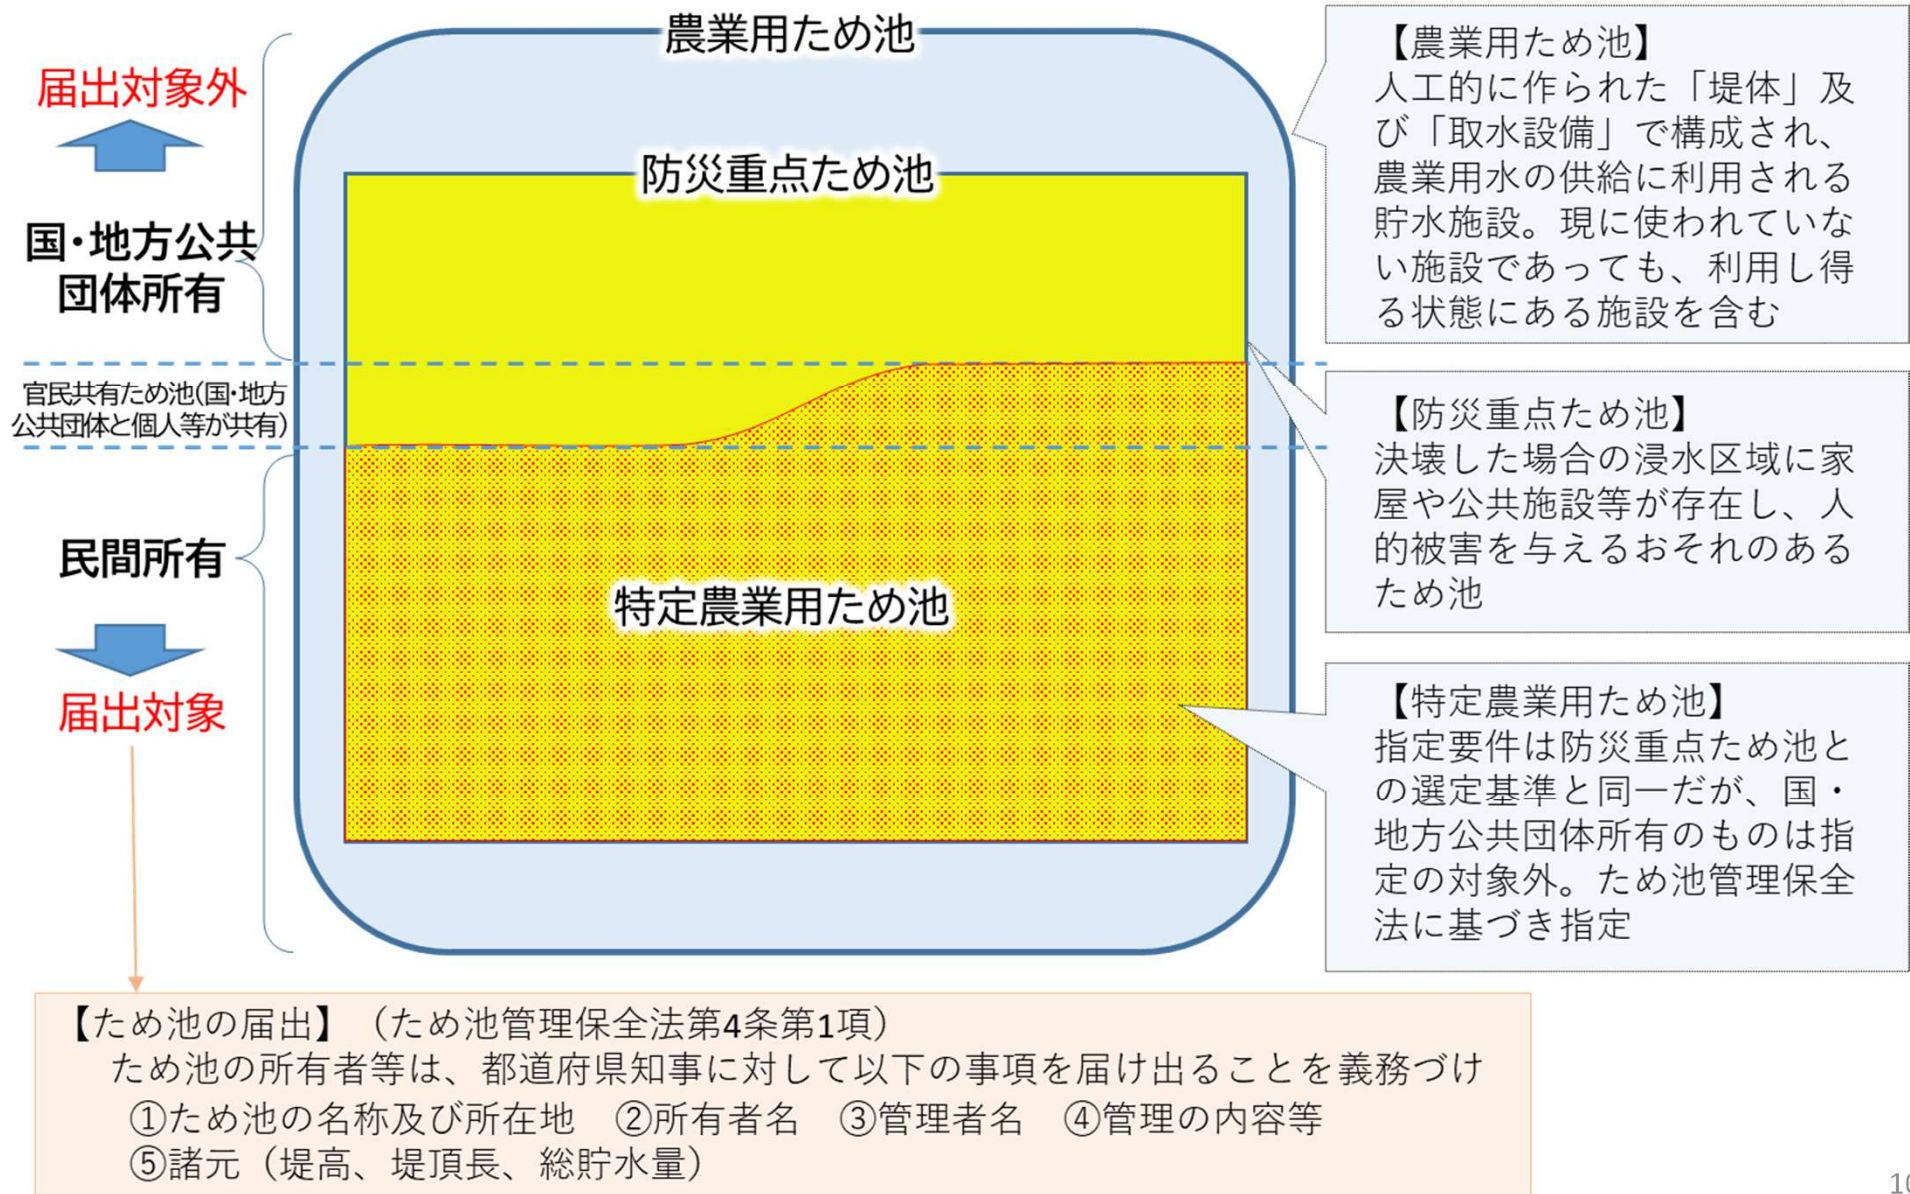 農業用ため池
届出対象外
防災重点ため池
国・地方公共
団体所有
官民共有ため池(国・地方
公共団体と個人等が共有)
民間所有
特定農業用ため池
届出対象
【農業用ため池】
人工的に作られた「堤体」及
び「取水設備」で構成され、
農業用水の供給に利用される
貯水施設。現に使われていな
い施設であっても、利用し得
る状態にある施設を含む
【防災重点ため池】
決壊した場合の浸水区域に家
屋や公共施設等が存在し、人
的被害を与えるおそれのある
ため池
【特定農業用ため池】
指定要件は防災重点ため池と
の選定基準と同一だが、国・
地方公共団体所有のものは指
定の対象外。ため池管理保全
法に基づき指定
【ため池の届出】（ため池管理保全法第4条第1項）
ため池の所有者等は、都道府県知事に対して以下の事項を届け出ることを義務づけ
①ため池の名称及び所在地　②所有者名　③管理者名　④管理の内容等
⑤諸元（堤高、堤頂長、総貯水量）